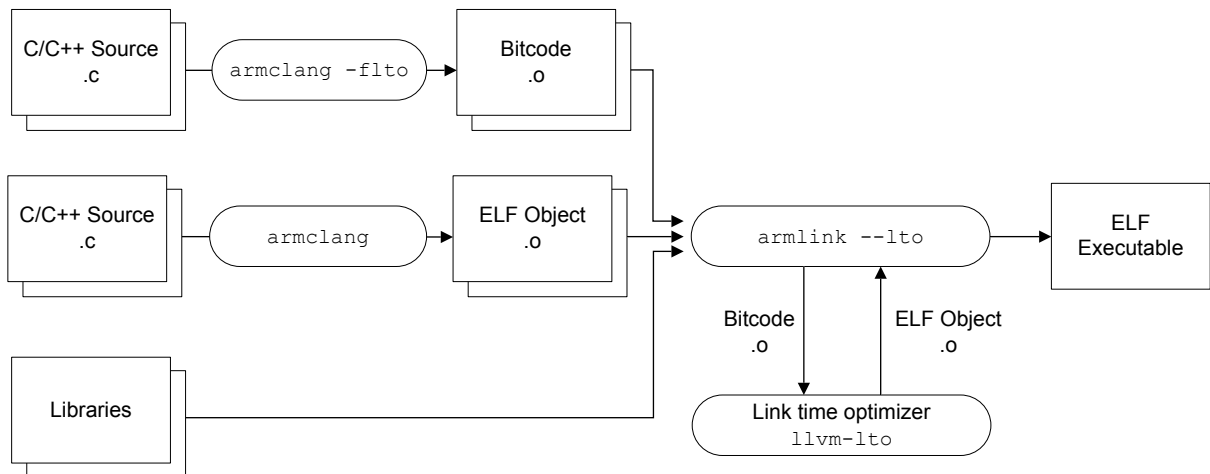 C/C++ Source
.c
armclang -flto
Bitcode
.o
C/C++ Source
.c
armclang
ELF Object
.o
armlink --lto
ELF
Executable
Bitcode
.o
ELF Object
.o
Libraries
Link time optimizer
llvm-lto